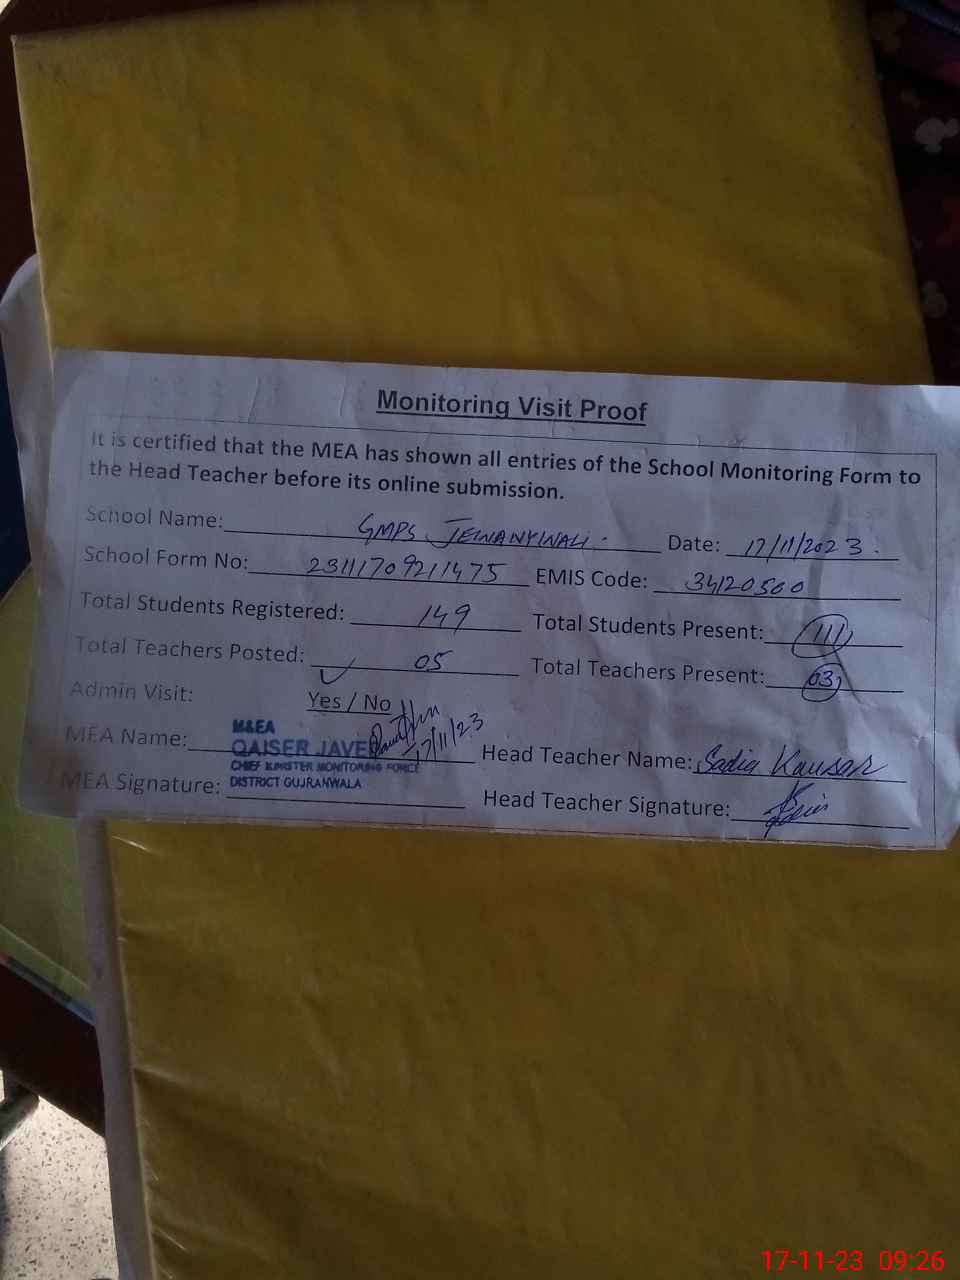 Monitoring Visit Proof
It is certified that the MEA has shown all entries of the School Monitoring Form to
the Head Teacher before its online submission.
School Name: GMPS JEWANYWALI. Date: 17/11/2023.
School Form No: 23111709211475 EMIS Code: 34120500
Total Students Registered: 149 Total Students Present: 111
Total Teachers Posted: 05 Total Teachers Present: 03
Admin Visit: Yes / No
M&EA
MEA Name: QAISER JAVE 17/11/23 Head Teacher Name: Sadia Kausar
CHIEF MINISTER MONITORING FORCE
MEA Signature: DISTRICT GUJRANWALA Head Teacher Signature:
17-11-23 09:26